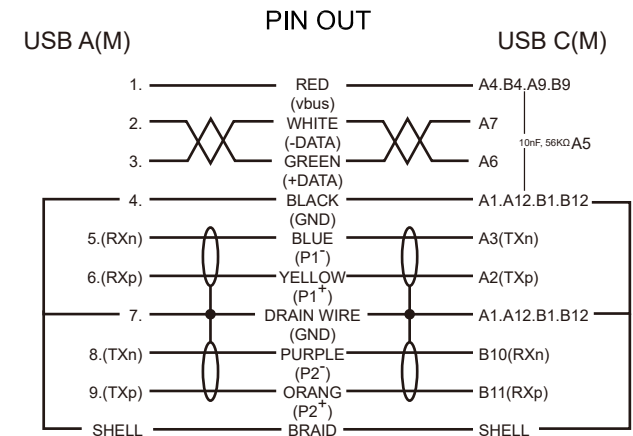 PIN OUT
USB A(M) USB C(M)
1. RED A4.B4.A9.B9
(vbus)
2. WHITE A7
(-DATA) 10nF, 56KΩ A5
3. GREEN A6
(+DATA)
4. BLACK A1.A12.B1.B12
(GND)
5.(RXn) BLUE A3(TXn)
(P1⁻)
6.(RXp) YELLOW A2(TXp)
(P1⁺)
7. DRAIN WIRE A1.A12.B1.B12
(GND)
8.(TXn) PURPLE B10(RXn)
(P2⁻)
9.(TXp) ORANG B11(RXp)
(P2⁺)
SHELL BRAID SHELL